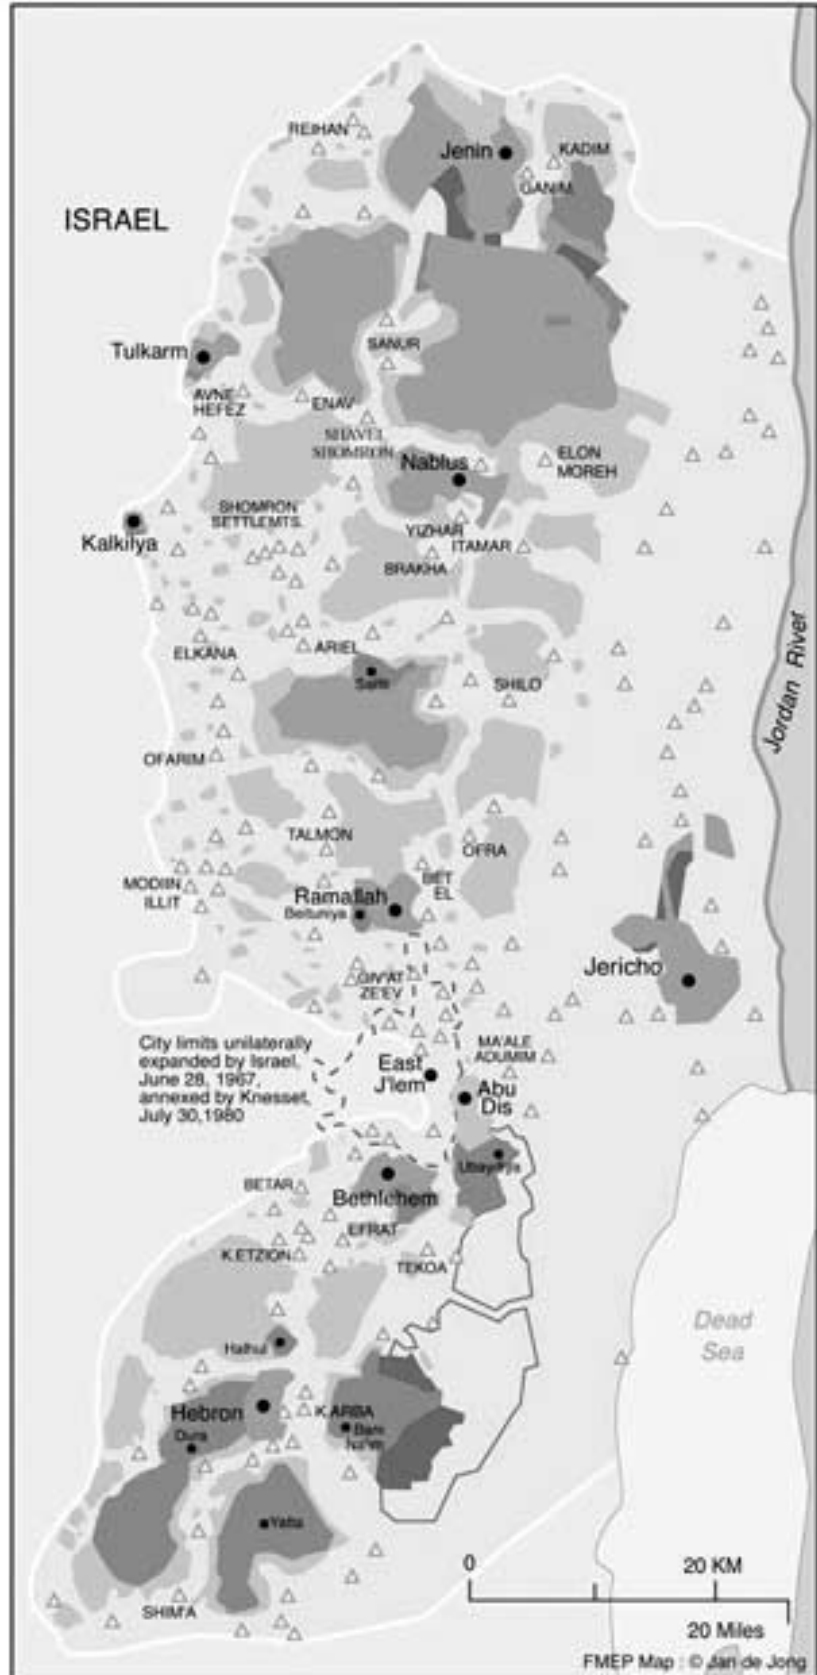 REIHAN
Jenin
KADIM
GANIM
ISRAEL
SANUR
Tulkarm
AVNE
HEFEZ
ENAV
SHAVEI
SHOMRON
Nablus
ELON
MOREH
SHOMRON
SETTLEMTS.
Kalkilya
YIZHAR
ITAMAR
BRAKHA
ELKANA
ARIEL
SHILO
Jordan River
OFARIM
TALMON
OFRA
BET
EL
MODIIN
ILLIT
Ramallah
Beituniya
Jericho
GIV'AT
ZE'EV
City limits unilaterally
expanded by Israel,
June 28, 1967,
annexed by Knesset,
July 30,1980
MA'ALE
ADUMIM
East
J'lem
Abu
Dis
Ubaydiya
BETAR
Bethlehem
EFRAT
K.ETZION
TEKOA
Dead
Sea
Halhul
Hebron
K.ARBA
Dura
Bani
Na'im
Yatta
SHIM'A
0
20 KM
20 Miles
FMEP Map : © Jan de Jong